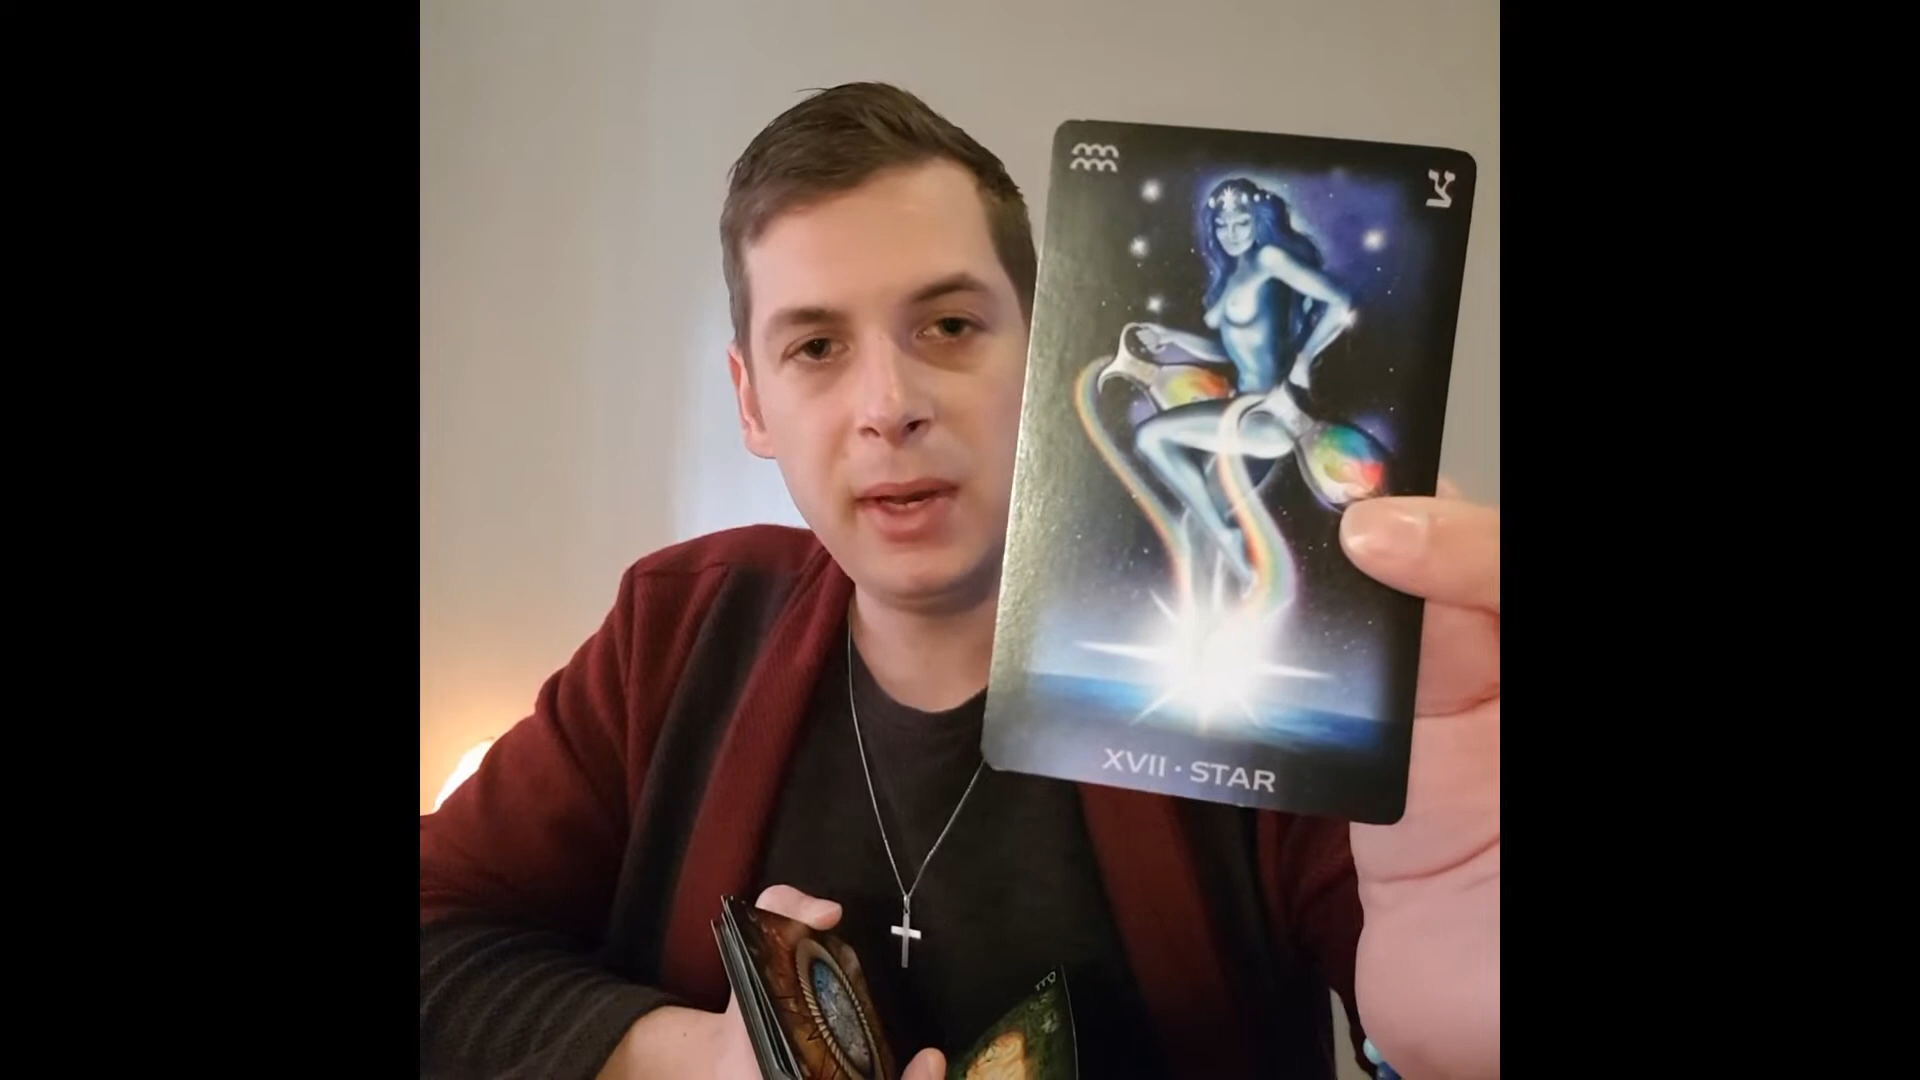 ♒ צ
XVII · STAR